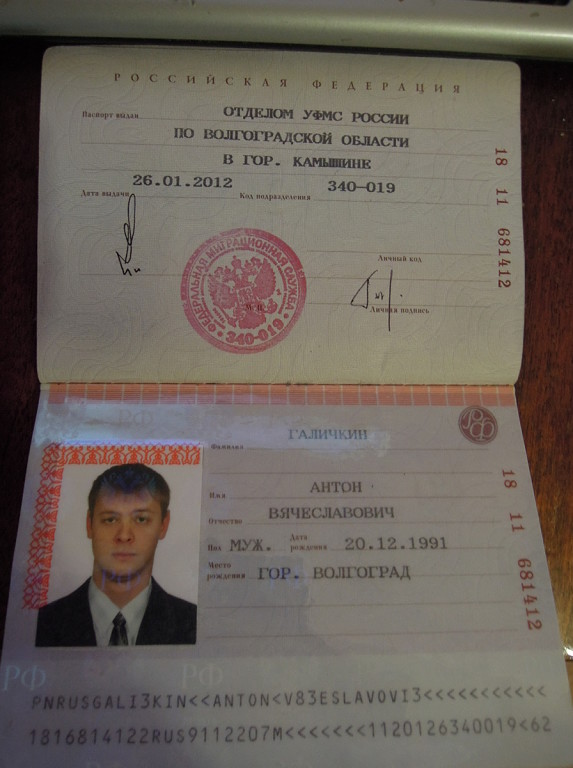 РОССИЙСКАЯ ФЕДЕРАЦИЯ
Паспорт выдан ОТДЕЛОМ УФМС РОССИИ
ПО ВОЛГОГРАДСКОЙ ОБЛАСТИ
В ГОР. КАМЫШИНЕ
Дата выдачи 26.01.2012 Код подразделения 340-019
18 11 681412
Личный код
Личная подпись
ФЕДЕРАЛЬНАЯ МИГРАЦИОННАЯ СЛУЖБА
340-019
М.П.
РФ
Фамилия ГАЛИЧКИН
Имя АНТОН
Отчество ВЯЧЕСЛАВОВИЧ
Пол МУЖ. Дата рождения 20.12.1991
Место рождения ГОР. ВОЛГОГРАД
18 11 681412
РФ РФ
PNRUSGALI3KIN<<ANTON<V83ESLAVOVI3<<<<<<<<<<<
1816814122RUS9112207M<<<<<<<1120126340019<62